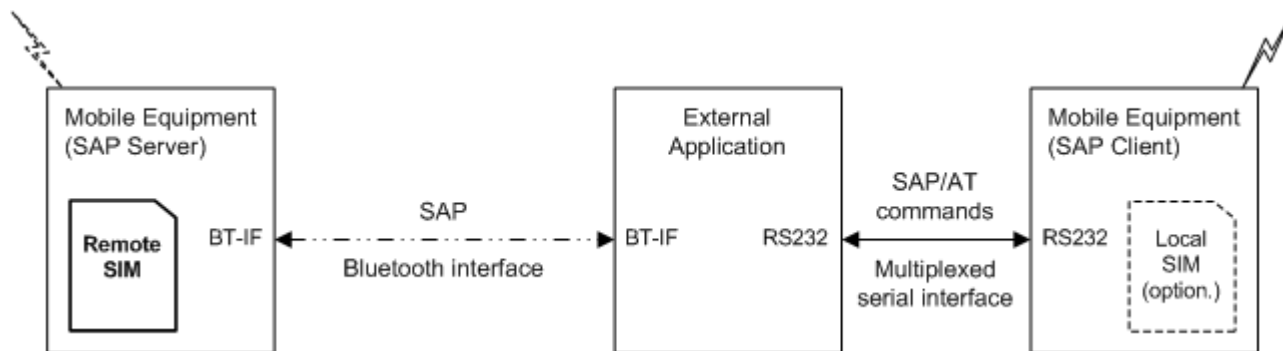 Mobile Equipment
(SAP Server)
Remote
SIM
BT-IF
SAP
Bluetooth interface
External
Application
BT-IF
RS232
SAP/AT
commands
Multiplexed
serial interface
Mobile Equipment
(SAP Client)
RS232
Local
SIM
(option.)